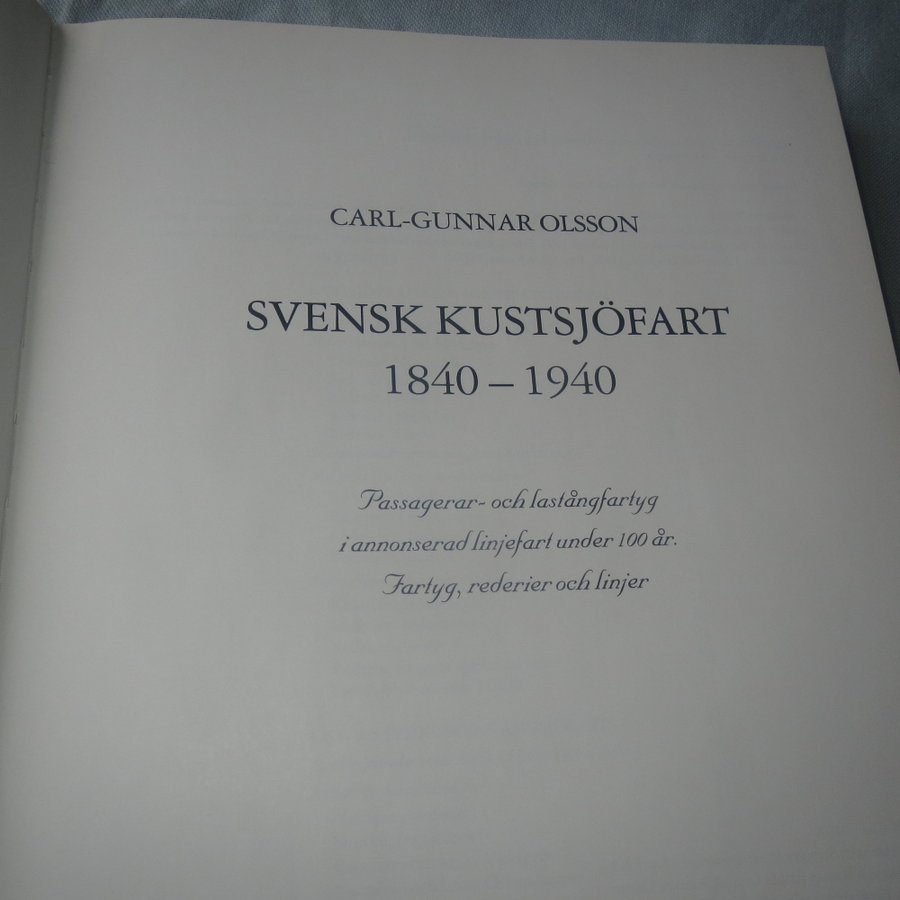 CARL-GUNNAR OLSSON
SVENSK KUSTSJÖFART
1840 – 1940
Passagerar- och lastångfartyg
i annonserad linjefart under 100 år.
Fartyg, rederier och linjer